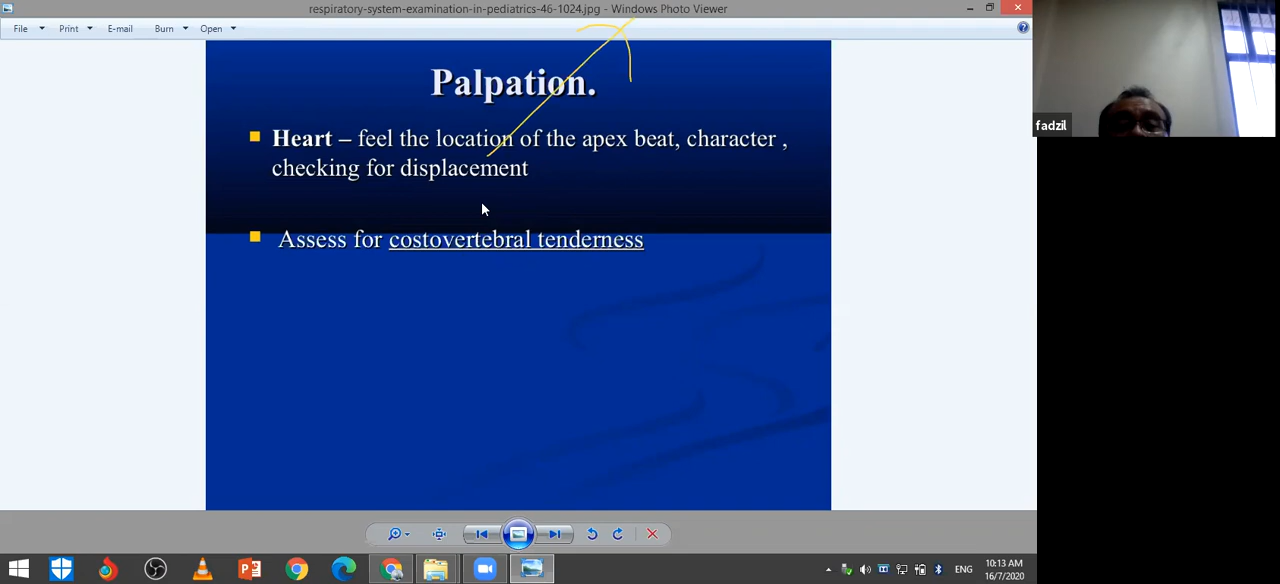 respiratory-system-examination-in-pediatrics-46-1024.jpg - Windows Photo Viewer
File Print E-mail Burn Open
Palpation.
Heart – feel the location of the apex beat, character ,
checking for displacement
Assess for costovertebral tenderness
fadzil
ENG
10:13 AM
16/7/2020